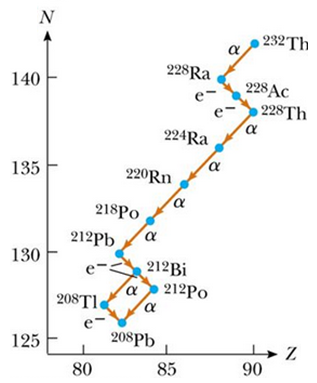 N
²³²Th
α
²²⁸Ra
140
e⁻
²²⁸Ac
e⁻
²²⁸Th
α
²²⁴Ra
135
α
²²⁰Rn
α
²¹⁸Po
α
²¹²Pb
130
e⁻
²¹²Bi
α
²¹²Po
²⁰⁸Tl
α
e⁻
²⁰⁸Pb
125
80 85 90 Z